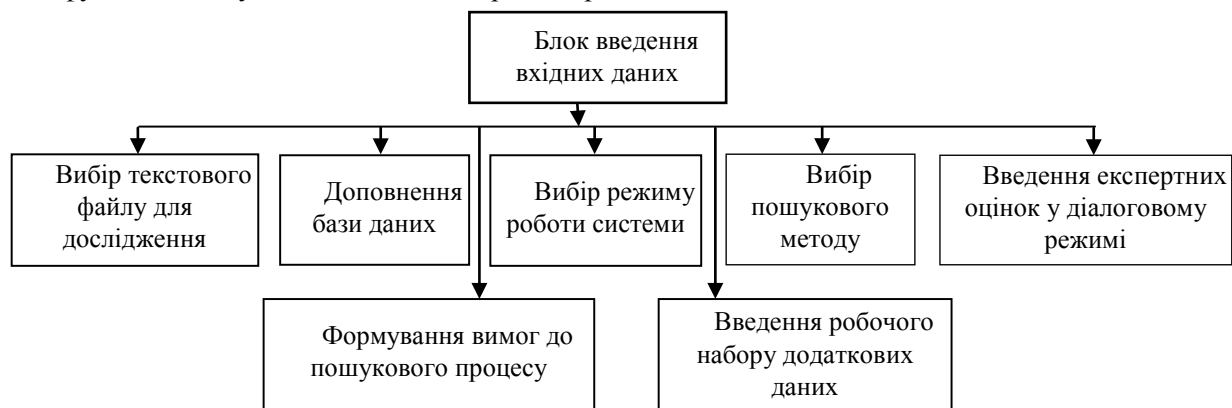 Блок введення
вхідних даних
Вибір текстового
файлу для
дослідження
Доповнення
бази даних
Вибір режиму
роботи системи
Вибір
пошукового
методу
Введення експертних
оцінок у діалоговому
режимі
Формування вимог до
пошукового процесу
Введення робочого
набору додаткових
даних